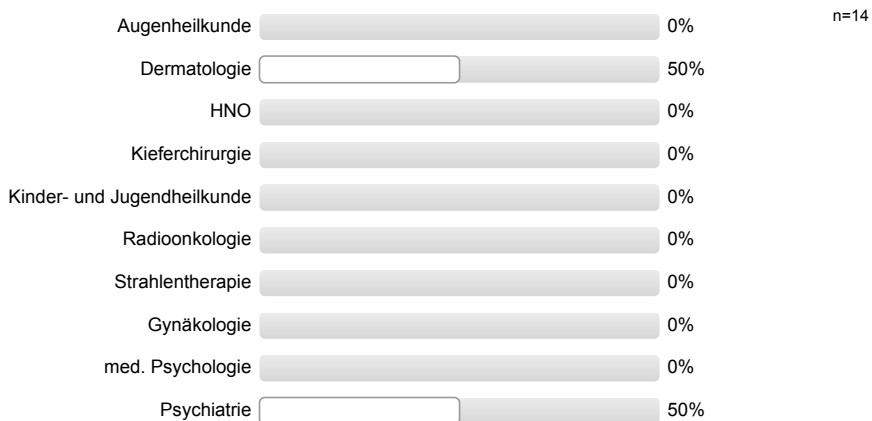 n=14
Augenheilkunde 0%
Dermatologie 50%
HNO 0%
Kieferchirurgie 0%
Kinder- und Jugendheilkunde 0%
Radioonkologie 0%
Strahlentherapie 0%
Gynäkologie 0%
med. Psychologie 0%
Psychiatrie 50%